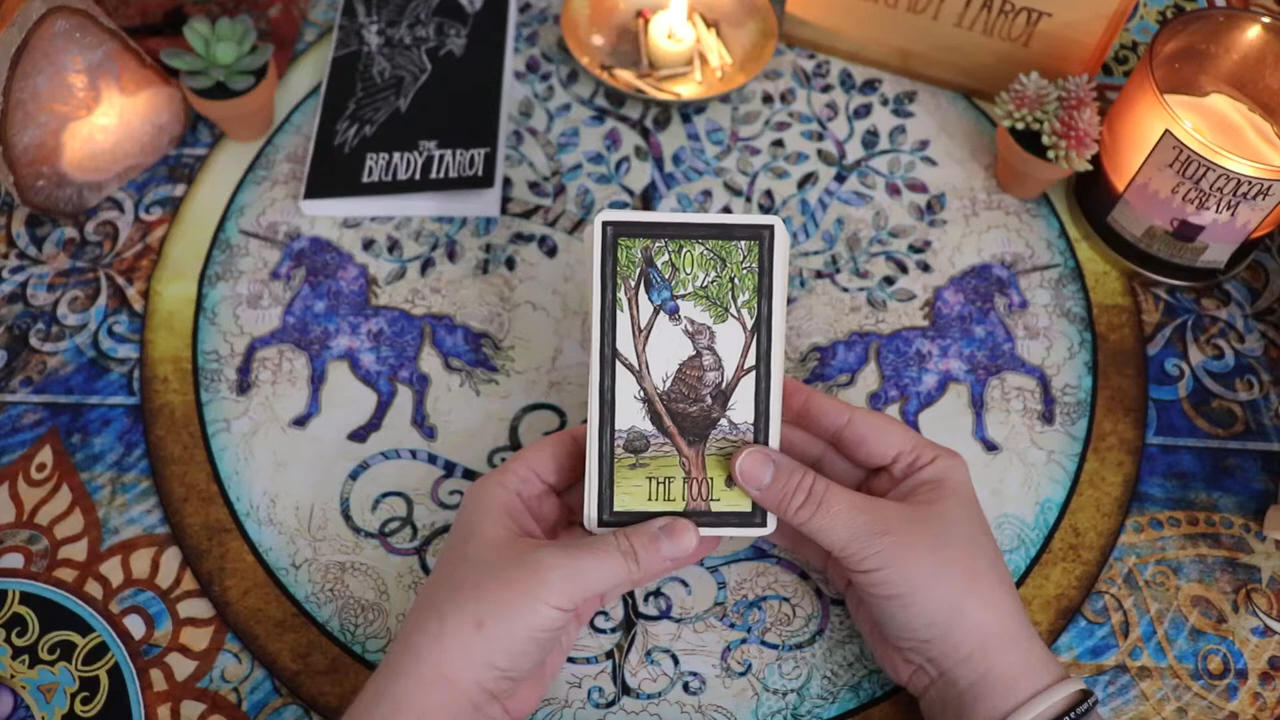 THE
BRADY TAROT
BRADY TAROT
HOT COCOA
& CREAM
0
THE FOOL